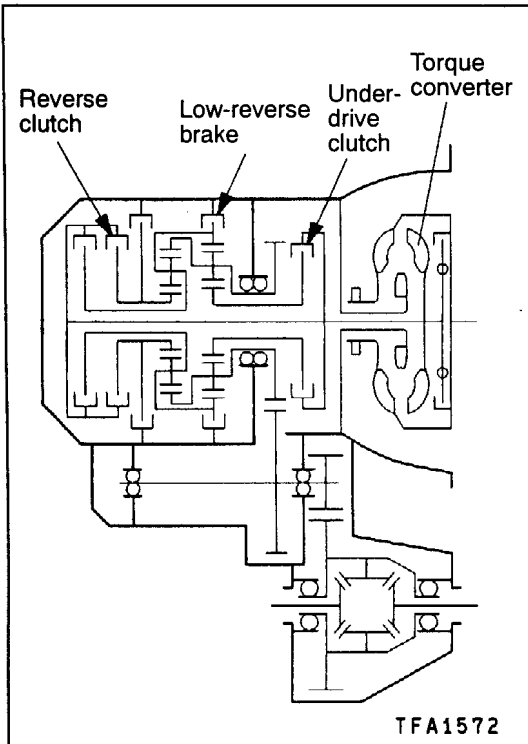 Torque
converter
Reverse
clutch
Low-reverse
brake
Under-
drive
clutch
TFA1572